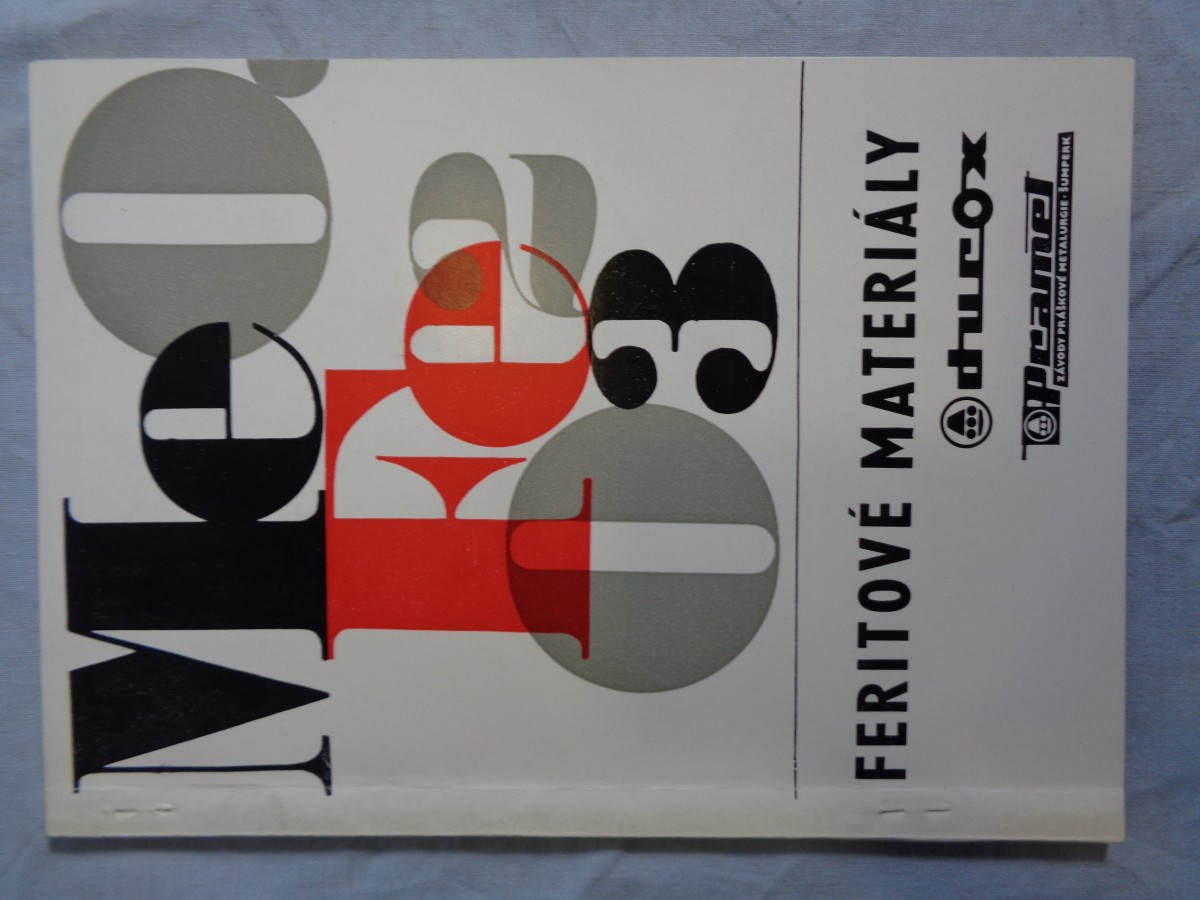 MeO.
Fe2
O3
FERITOVÉ MATERIÁLY
durox
pramet
ZÁVODY PRÁŠKOVÉ METALURGIE · ŠUMPERK